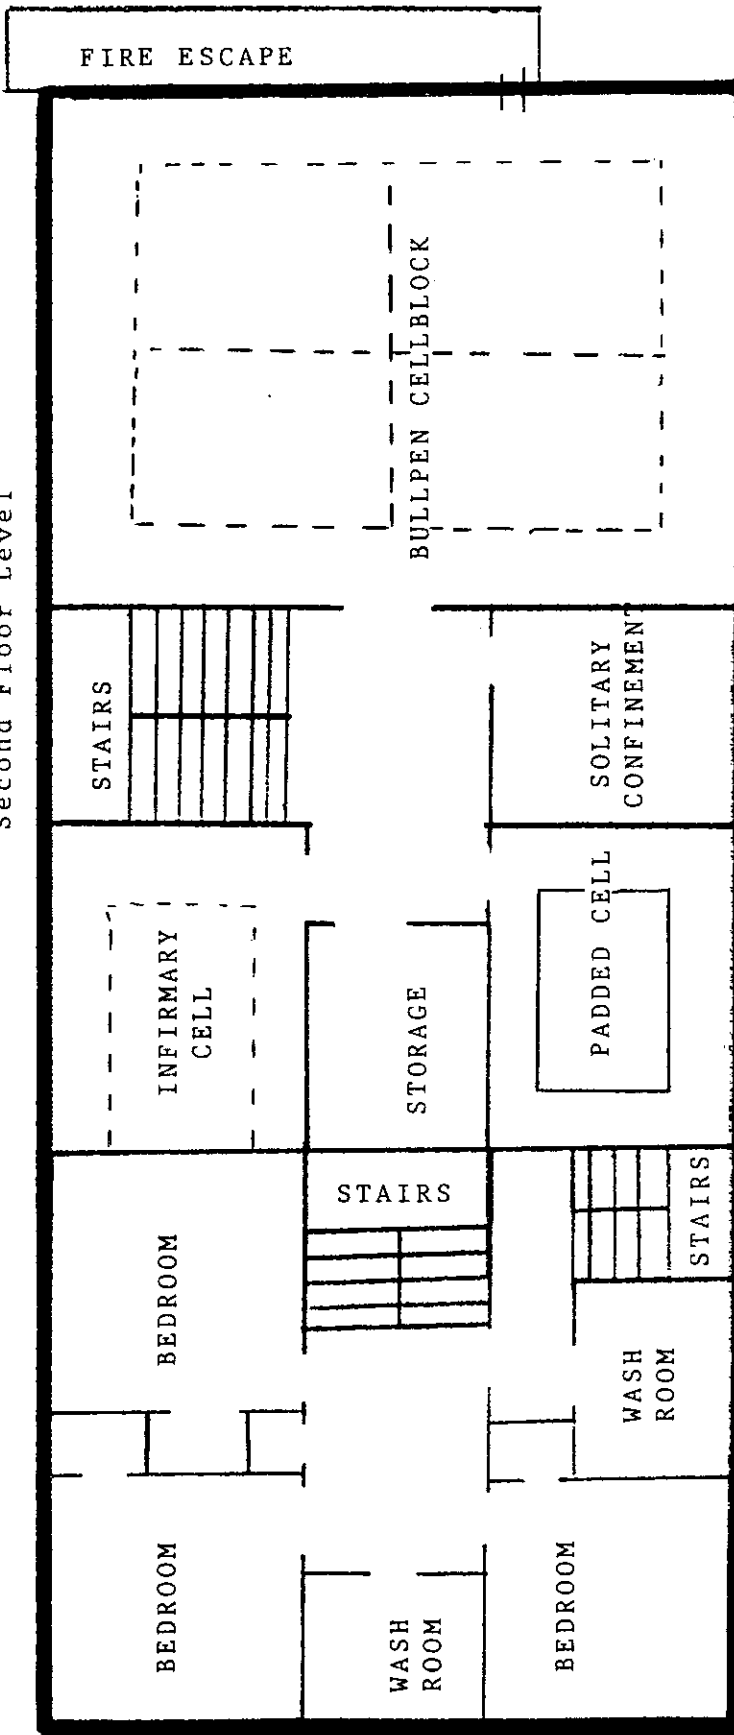 FIRE ESCAPE
Second Floor Level
BULLPEN CELLBLOCK
STAIRS
SOLITARY
CONFINEMENT
INFIRMARY
CELL
STORAGE
PADDED CELL
STAIRS
STAIRS
BEDROOM
WASH
ROOM
BEDROOM
WASH
ROOM
BEDROOM